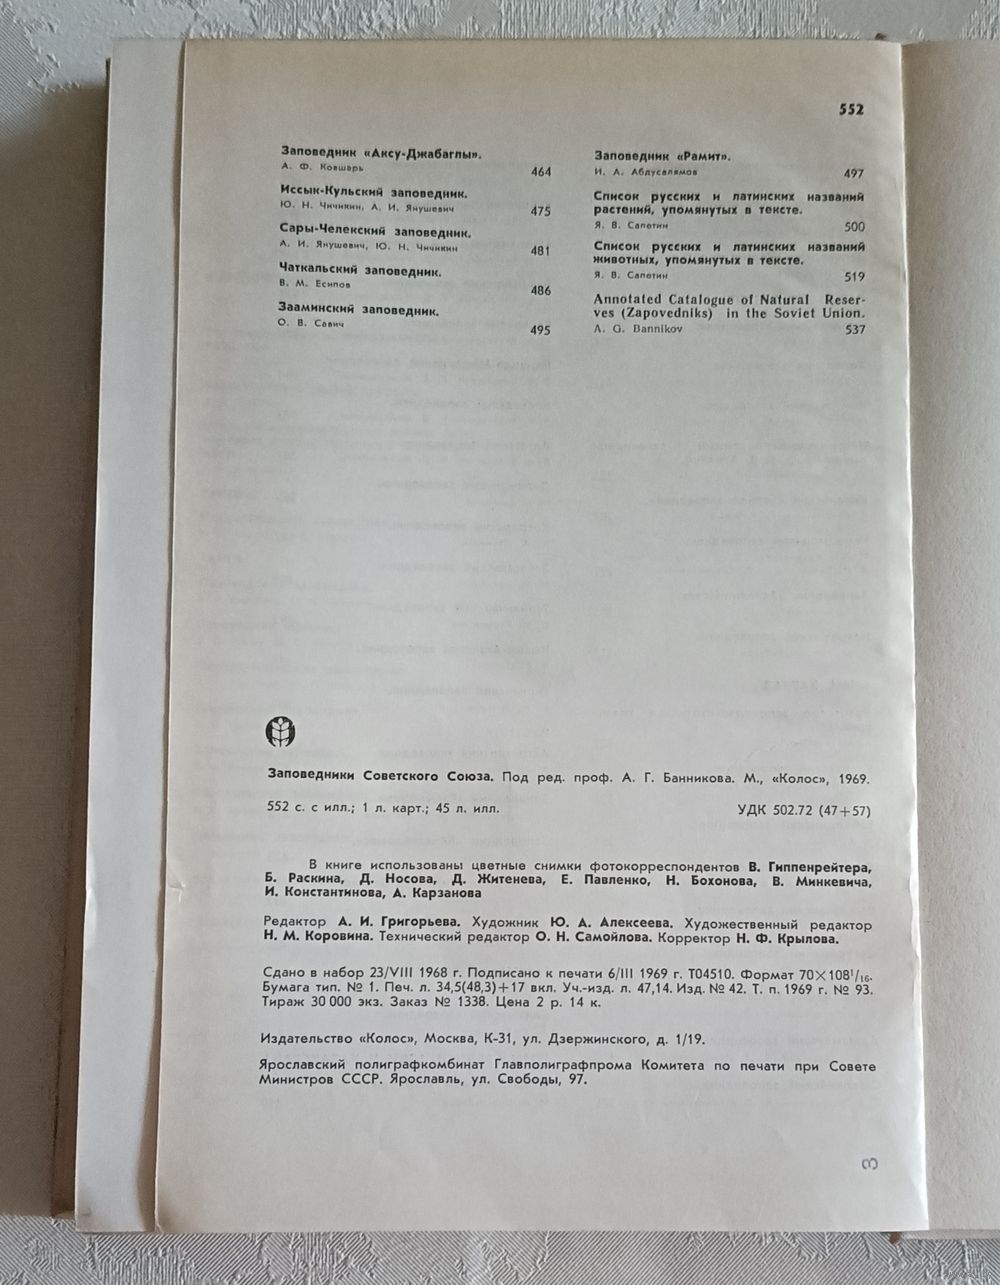 552
Заповедник «Аксу-Джабаглы».
А. Ф. Ковшарь 464
Иссык-Кульский заповедник.
Ю. Н. Чичикин, А. И. Янушевич 475
Сары-Челекский заповедник.
А. И. Янушевич, Ю. Н. Чичикин 481
Чаткальский заповедник.
В. М. Есипов 486
Зааминский заповедник.
О. В. Сович 495
Заповедник «Рамит».
И. А. Абдусалямов 497
Список русских и латинских названий
растений, упомянутых в тексте.
Я. В. Сапетин 500
Список русских и латинских названий
животных, упомянутых в тексте.
Я. В. Сапетин 519
Annotated Catalogue of Natural Reser-
ves (Zapovedniks) in the Soviet Union.
A. G. Bannikov 537
Заповедники Советского Союза. Под ред. проф. А. Г. Банникова. М., «Колос», 1969.
552 с. с илл.; 1 л. карт.; 45 л. илл. УДК 502.72 (47+57)
В книге использованы цветные снимки фотокорреспондентов В. Гиппенрейтера,
Б. Раскина, Д. Носова, Д. Житенева, Е. Павленко, Н. Бохонова, В. Минкевича,
И. Константинова, А. Карзанова
Редактор А. И. Григорьева. Художник Ю. А. Алексеева. Художественный редактор
Н. М. Коровина. Технический редактор О. Н. Самойлова. Корректор Н. Ф. Крылова.
Сдано в набор 23/VIII 1968 г. Подписано к печати 6/III 1969 г. Т04510. Формат 70×108¹/₁₆.
Бумага тип. № 1. Печ. л. 34,5(48,3)+17 вкл. Уч.-изд. л. 47,14. Изд. № 42. Т. п. 1969 г. № 93.
Тираж 30 000 экз. Заказ № 1338. Цена 2 р. 14 к.
Издательство «Колос», Москва, К-31, ул. Дзержинского, д. 1/19.
Ярославский полиграфкомбинат Главполиграфпрома Комитета по печати при Совете
Министров СССР. Ярославль, ул. Свободы, 97.